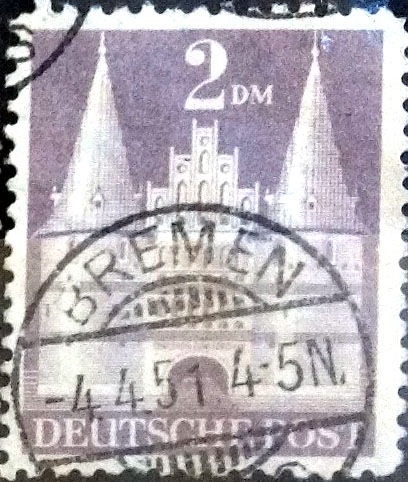 2 DM
BREMEN
-4.4.51. 4-5N.
DEUTSCHE POST